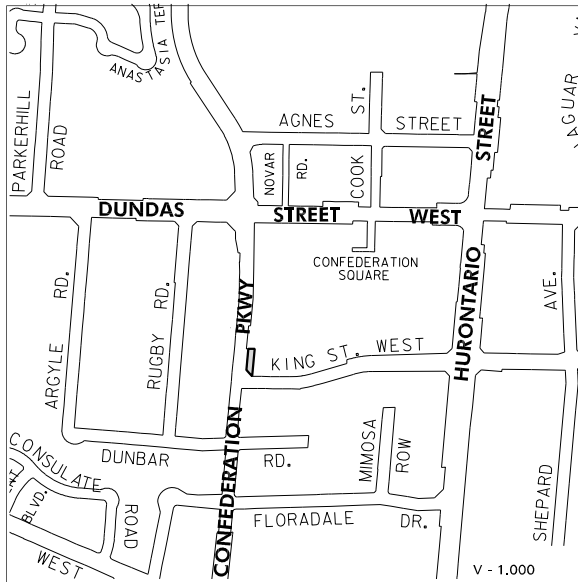 ANASTASIA TER
PARKERHILL
ROAD
AGNES STREET
ST.
COOK
NOVAR
RD.
STREET
DUNDAS STREET WEST
CONFEDERATION
SQUARE
HURONTARIO
AVE.
ARGYLE RD.
RUGBY RD.
PKWY
CONFEDERATION
KING ST. WEST
DUNBAR RD.
MIMOSA
ROW
CONSULATE
ROAD
BLVD.
WEST
FLORADALE DR.
SHEPARD
V - 1.000